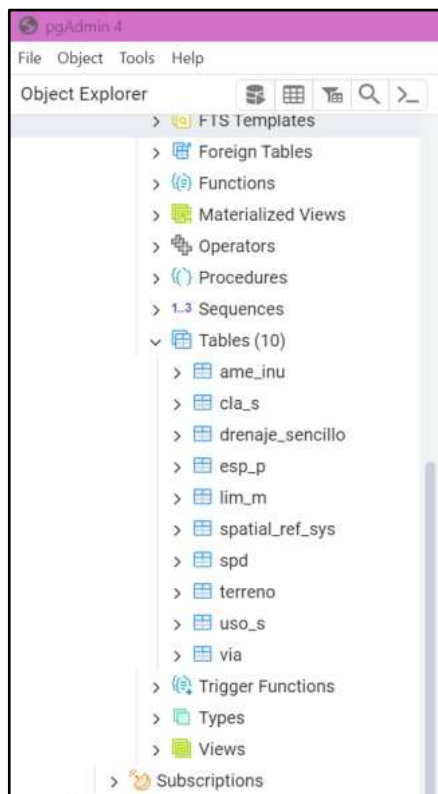 pgAdmin 4
File Object Tools Help
Object Explorer
FTS Templates
Foreign Tables
Functions
Materialized Views
Operators
Procedures
1..3 Sequences
Tables (10)
ame_inu
cla_s
drenaje_sencillo
esp_p
lim_m
spatial_ref_sys
spd
terreno
uso_s
via
Trigger Functions
Types
Views
Subscriptions